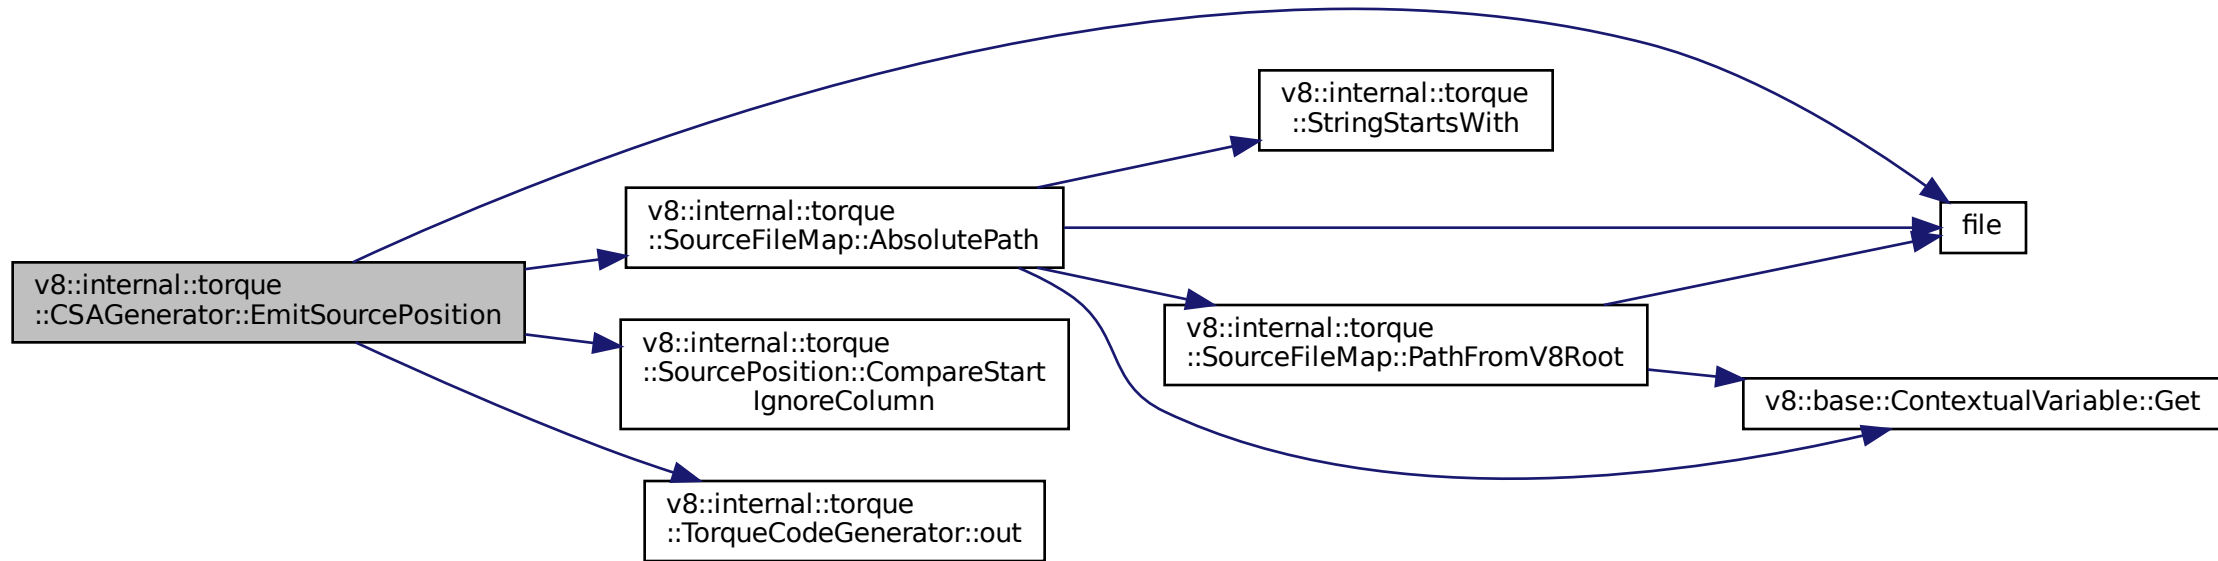 v8::internal::torque
::CSAGenerator::EmitSourcePosition
v8::internal::torque
::SourceFileMap::AbsolutePath
v8::internal::torque
::SourcePosition::CompareStart
IgnoreColumn
v8::internal::torque
::TorqueCodeGenerator::out
v8::internal::torque
::StringStartsWith
v8::internal::torque
::SourceFileMap::PathFromV8Root
file
v8::base::ContextualVariable::Get